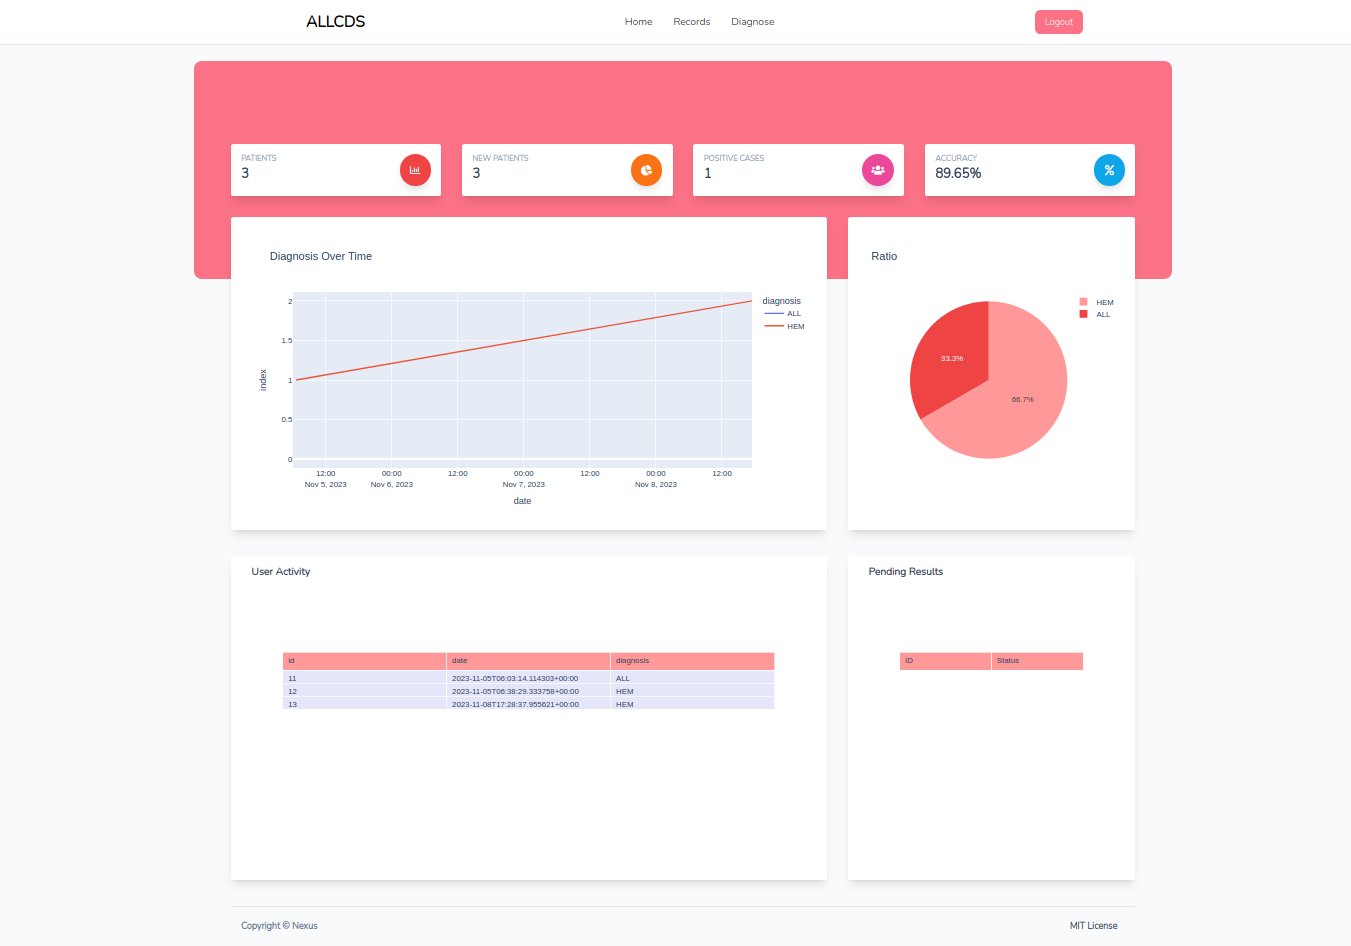 ALLCDS
Home Records Diagnose
Logout
PATIENTS
3
NEW PATIENTS
3
POSITIVE CASES
1
ACCURACY
89.65%
Diagnosis Over Time
diagnosis
ALL
HEM
index
2
1.5
1
0.5
0
12:00 00:00 12:00 00:00 12:00 00:00 12:00
Nov 5, 2023 Nov 6, 2023 Nov 7, 2023 Nov 8, 2023
date
Ratio
HEM
ALL
33.3%
66.7%
User Activity
id date diagnosis
11 2023-11-05T06:03:14.114303+00:00 ALL
12 2023-11-05T06:38:29.333758+00:00 HEM
13 2023-11-08T17:28:37.955621+00:00 HEM
Pending Results
ID Status
Copyright © Nexus
MIT License